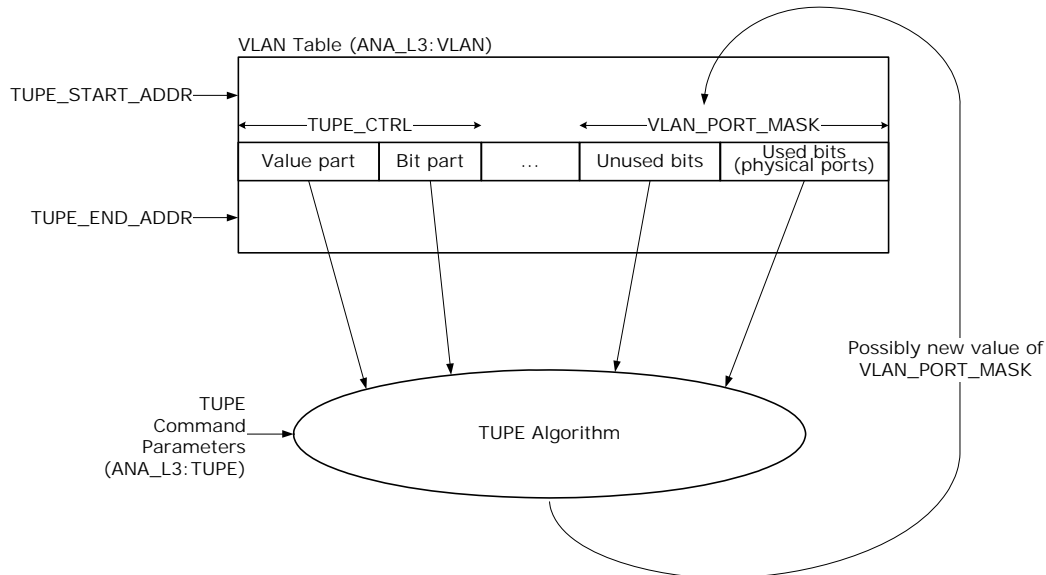 VLAN Table (ANA_L3:VLAN)
TUPE_START_ADDR
TUPE_CTRL
VLAN_PORT_MASK
Value part
Bit part
...
Unused bits
Used bits
(physical ports)
TUPE_END_ADDR
Possibly new value of
VLAN_PORT_MASK
TUPE
Command
Parameters
(ANA_L3:TUPE)
TUPE Algorithm